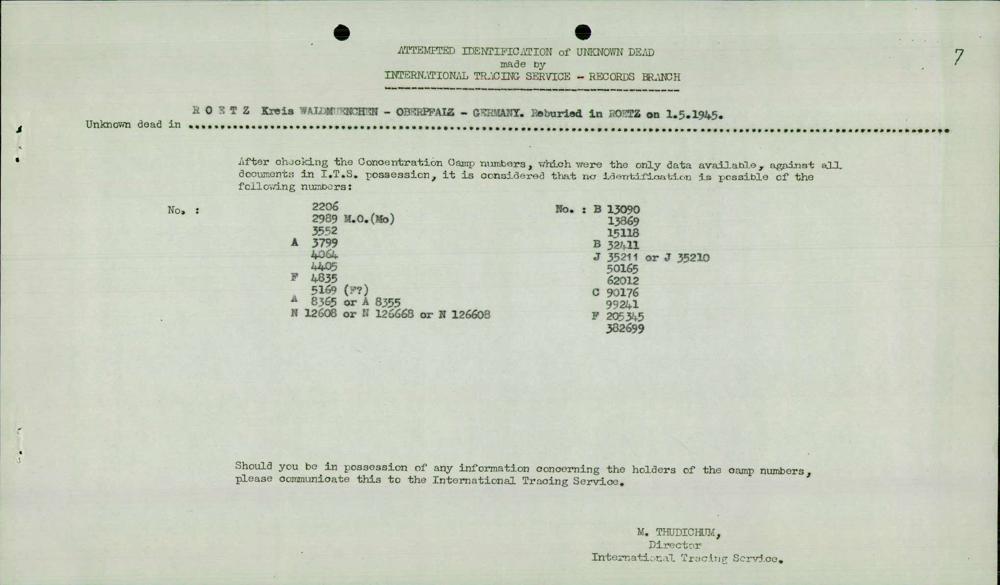 ATTEMPTED IDENTIFICATION of UNKNOWN DEAD
made by
INTERNATIONAL TRACING SERVICE - RECORDS BRANCH
7
R O E T Z Kreis WALDMUENCHEN - OBERPFALZ - GERMANY. Reburied in ROETZ on 1.5.1945.
Unknown dead in
After checking the Concentration Camp numbers, which were the only data available, against all
documents in I.T.S. possession, it is considered that no identification is possible of the
following numbers:
No. :
2206
2989 M.O.(Mo)
3552
A 3799
4064
4405
F 4835
5169 (F?)
A 8365 or A 8355
N 12608 or N 126668 or N 126608
No. : B 13090
13869
15118
B 32411
J 35211 or J 35210
50165
62012
C 90176
99241
F 205345
382699
Should you be in possession of any information concerning the holders of the camp numbers,
please communicate this to the International Tracing Service.
M. THUDICHUM,
Director
International Tracing Service.